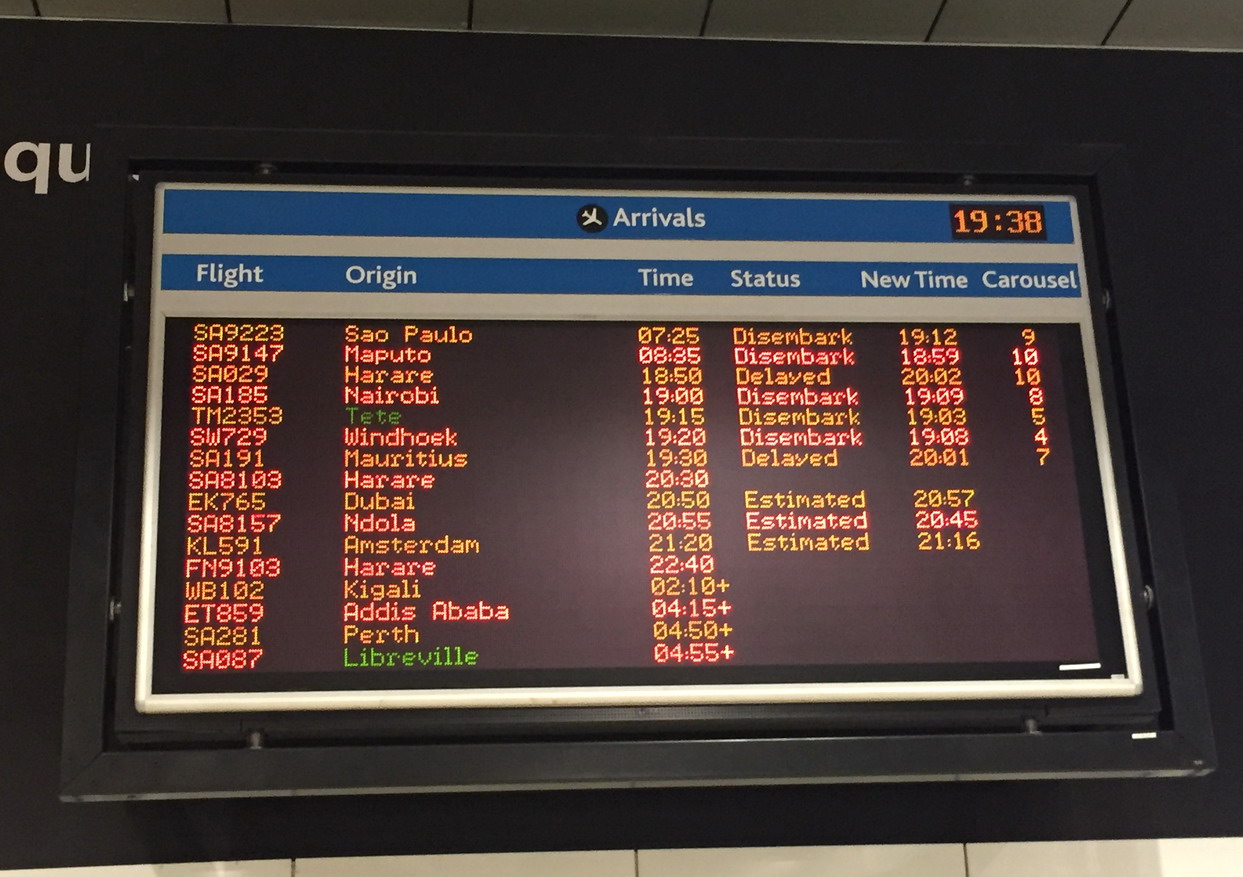 qu
Arrivals 19:38
Flight Origin Time Status New Time Carousel
SA9223 Sao Paulo 07:25 Disembark 19:12 9
SA9147 Maputo 08:35 Disembark 18:59 10
SA029 Harare 18:50 Delayed 20:02 10
SA185 Nairobi 19:00 Disembark 19:09 8
TM2353 Tete 19:15 Disembark 19:03 5
SW729 Windhoek 19:20 Disembark 19:08 4
SA191 Mauritius 19:30 Delayed 20:01 7
SA8103 Harare 20:30
EK765 Dubai 20:50 Estimated 20:57
SA8157 Ndola 20:55 Estimated 20:45
KL591 Amsterdam 21:20 Estimated 21:16
FN9103 Harare 22:40
WB102 Kigali 02:10+
ET859 Addis Ababa 04:15+
SA281 Perth 04:50+
SA087 Libreville 04:55+